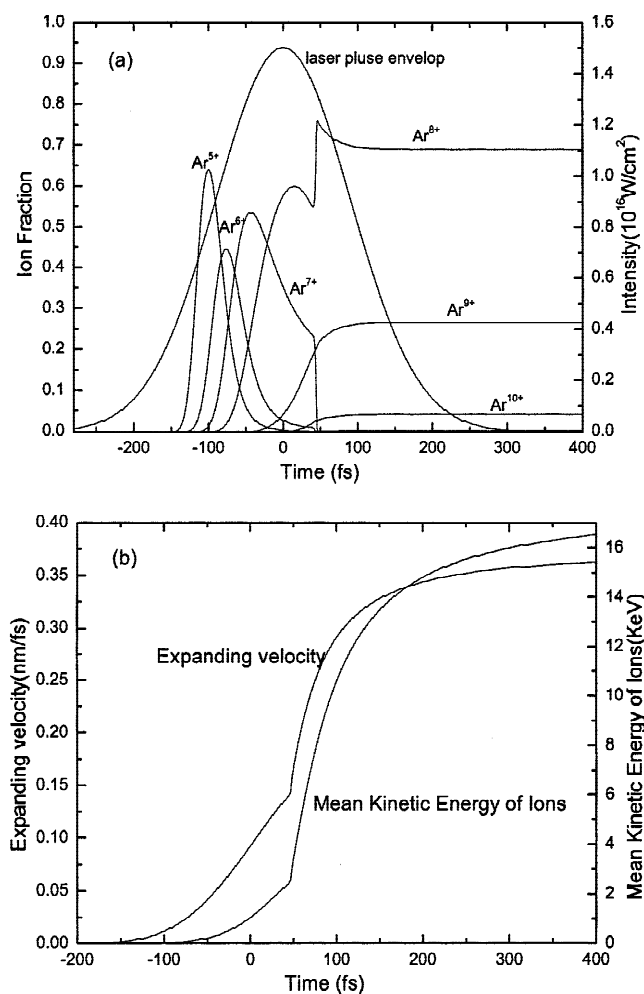 (a)
laser pluse envelop
Ar5+
Ar6+
Ar7+
Ar8+
Ar9+
Ar10+
Ion Fraction
1.0
0.9
0.8
0.7
0.6
0.5
0.4
0.3
0.2
0.1
0.0
Intensity(10^16W/cm^2)
1.6
1.4
1.2
1.0
0.8
0.6
0.4
0.2
0.0
-200 -100 0 100 200 300 400
Time (fs)
(b)
Expanding velocity
Mean Kinetic Energy of Ions
Expanding velocity(nm/fs)
0.40
0.35
0.30
0.25
0.20
0.15
0.10
0.05
0.00
Mean Kinetic Energy of Ions(KeV)
16
14
12
10
8
6
4
2
0
-200 -100 0 50 100 200 300 400
Time (fs)